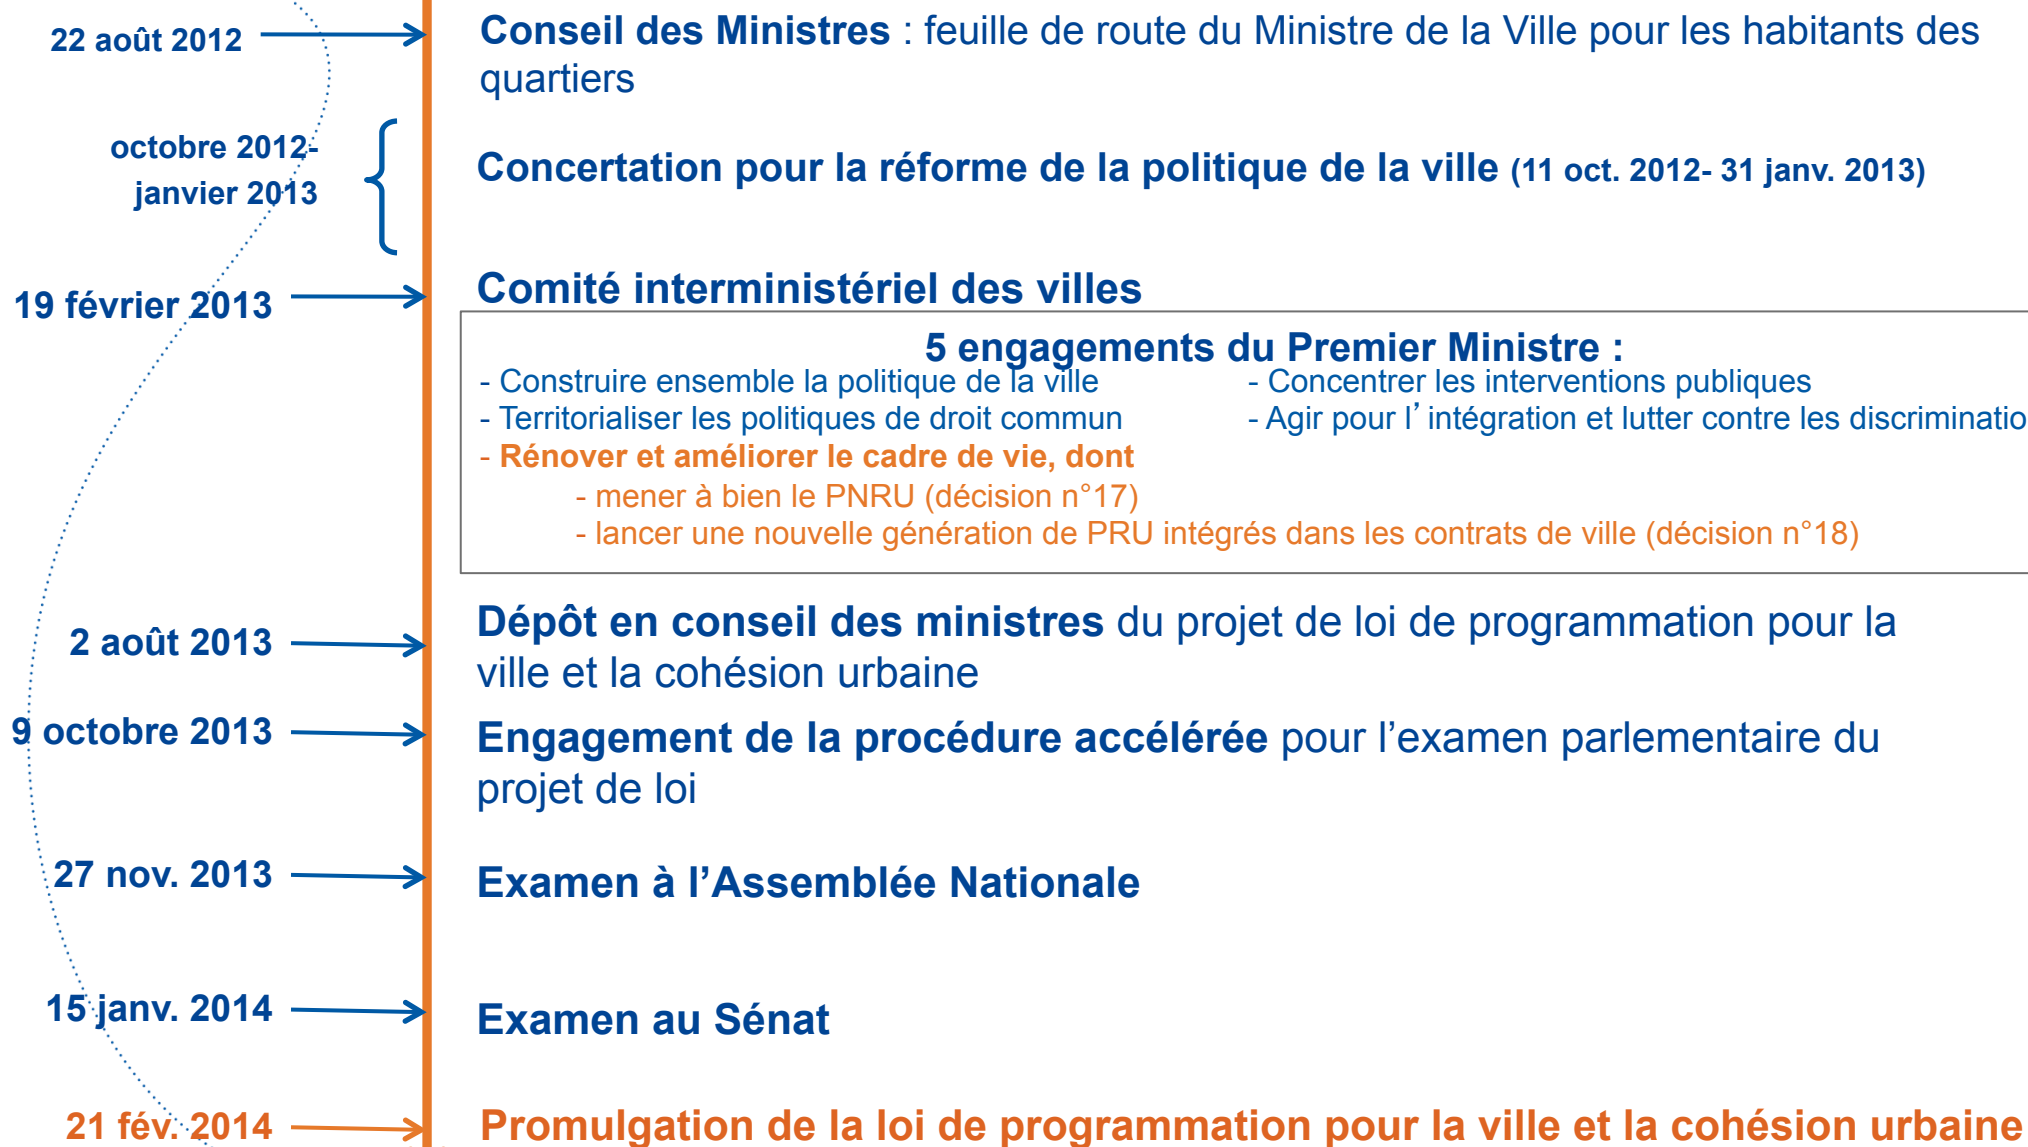 22 août 2012
Conseil des Ministres : feuille de route du Ministre de la Ville pour les habitants des
quartiers
octobre 2012-
janvier 2013
Concertation pour la réforme de la politique de la ville (11 oct. 2012- 31 janv. 2013)
19 février 2013
Comité interministériel des villes
5 engagements du Premier Ministre :
- Construire ensemble la politique de la ville - Concentrer les interventions publiques
- Territorialiser les politiques de droit commun - Agir pour l’intégration et lutter contre les discriminatio
- Rénover et améliorer le cadre de vie, dont
- mener à bien le PNRU (décision n°17)
- lancer une nouvelle génération de PRU intégrés dans les contrats de ville (décision n°18)
2 août 2013
Dépôt en conseil des ministres du projet de loi de programmation pour la
ville et la cohésion urbaine
9 octobre 2013
Engagement de la procédure accélérée pour l’examen parlementaire du
projet de loi
27 nov. 2013
Examen à l’Assemblée Nationale
15 janv. 2014
Examen au Sénat
21 fév. 2014
Promulgation de la loi de programmation pour la ville et la cohésion urbaine